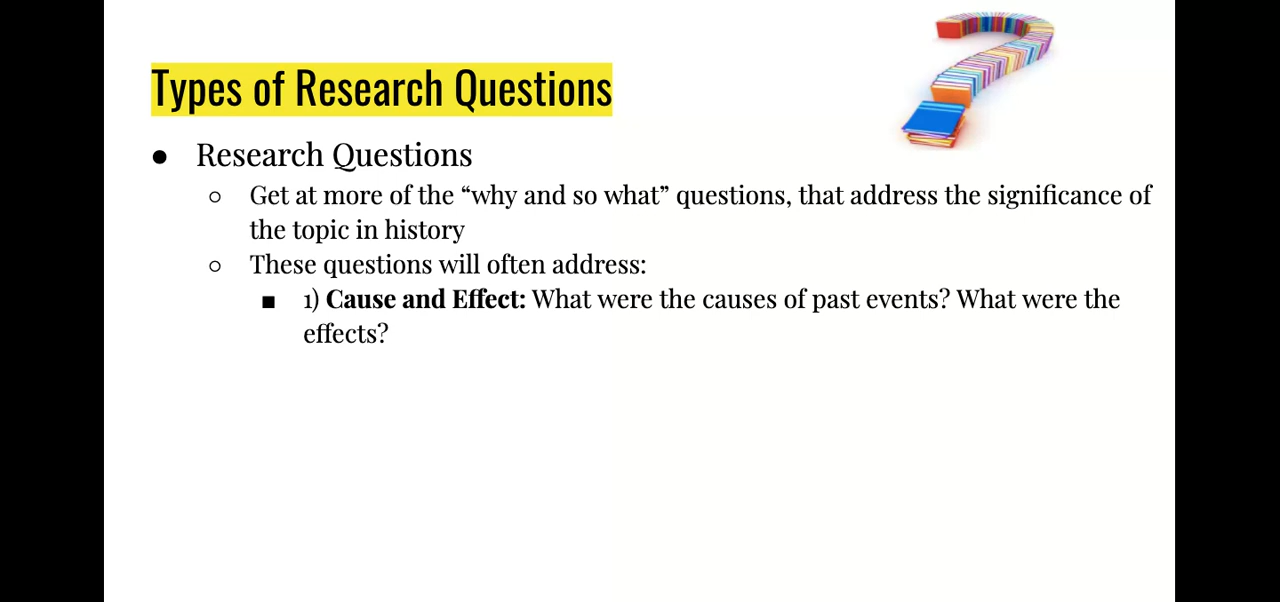 Types of Research Questions
● Research Questions
○ Get at more of the “why and so what” questions, that address the significance of
the topic in history
○ These questions will often address:
■ 1) Cause and Effect: What were the causes of past events? What were the
effects?